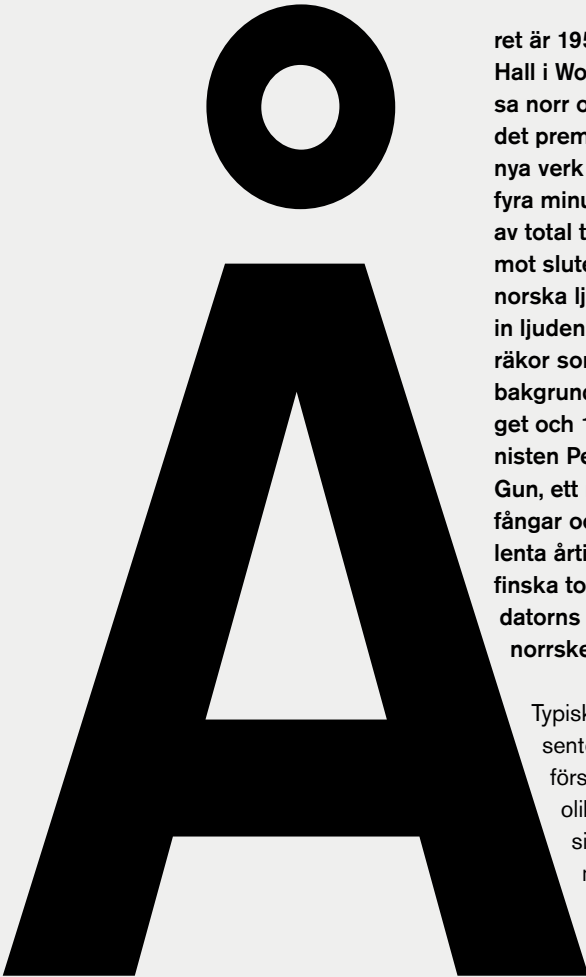 Å
ret är 195
Hall i Wo
sa norr o
det prem
nya verk
fyra minu
av total t
mot slute
norska lj
in ljuden
räkor son
bakgrund
get och 1
nisten Pe
Gun, ett
fångar oc
lenta årti
finska to
datorns
norrske
Typisk
sento
förs
olik
si